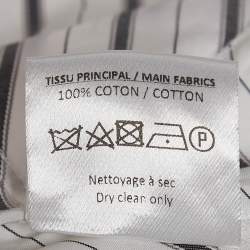 TISSU PRINCIPAL / MAIN FABRICS
100% COTON / COTTON
P
Nettoyage à sec
Dry clean only